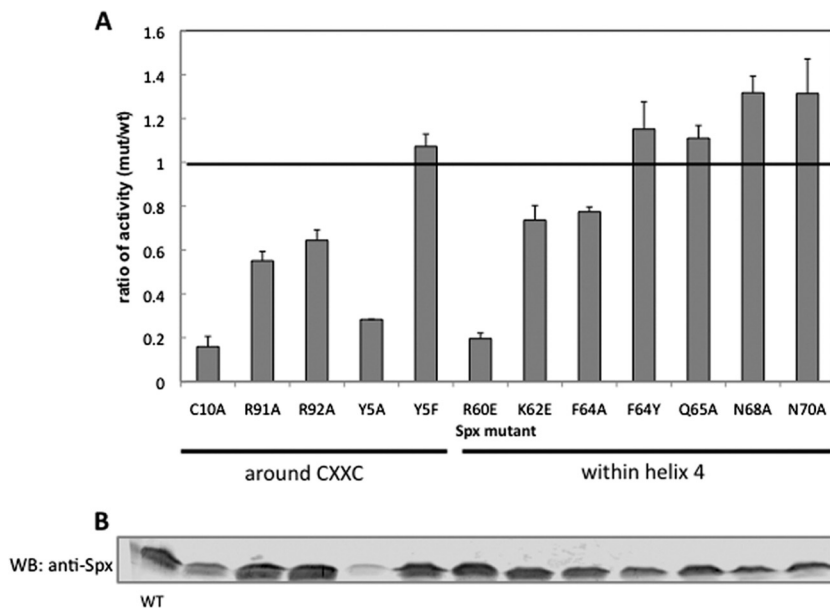 A
ratio of activity (mut/wt)
1.6
1.4
1.2
1
0.8
0.6
0.4
0.2
0
C10A R91A R92A Y5A Y5F R60E K62E F64A F64Y Q65A N68A N70A
Spx mutant
around CXXC within helix 4
B
WB: anti-Spx
WT